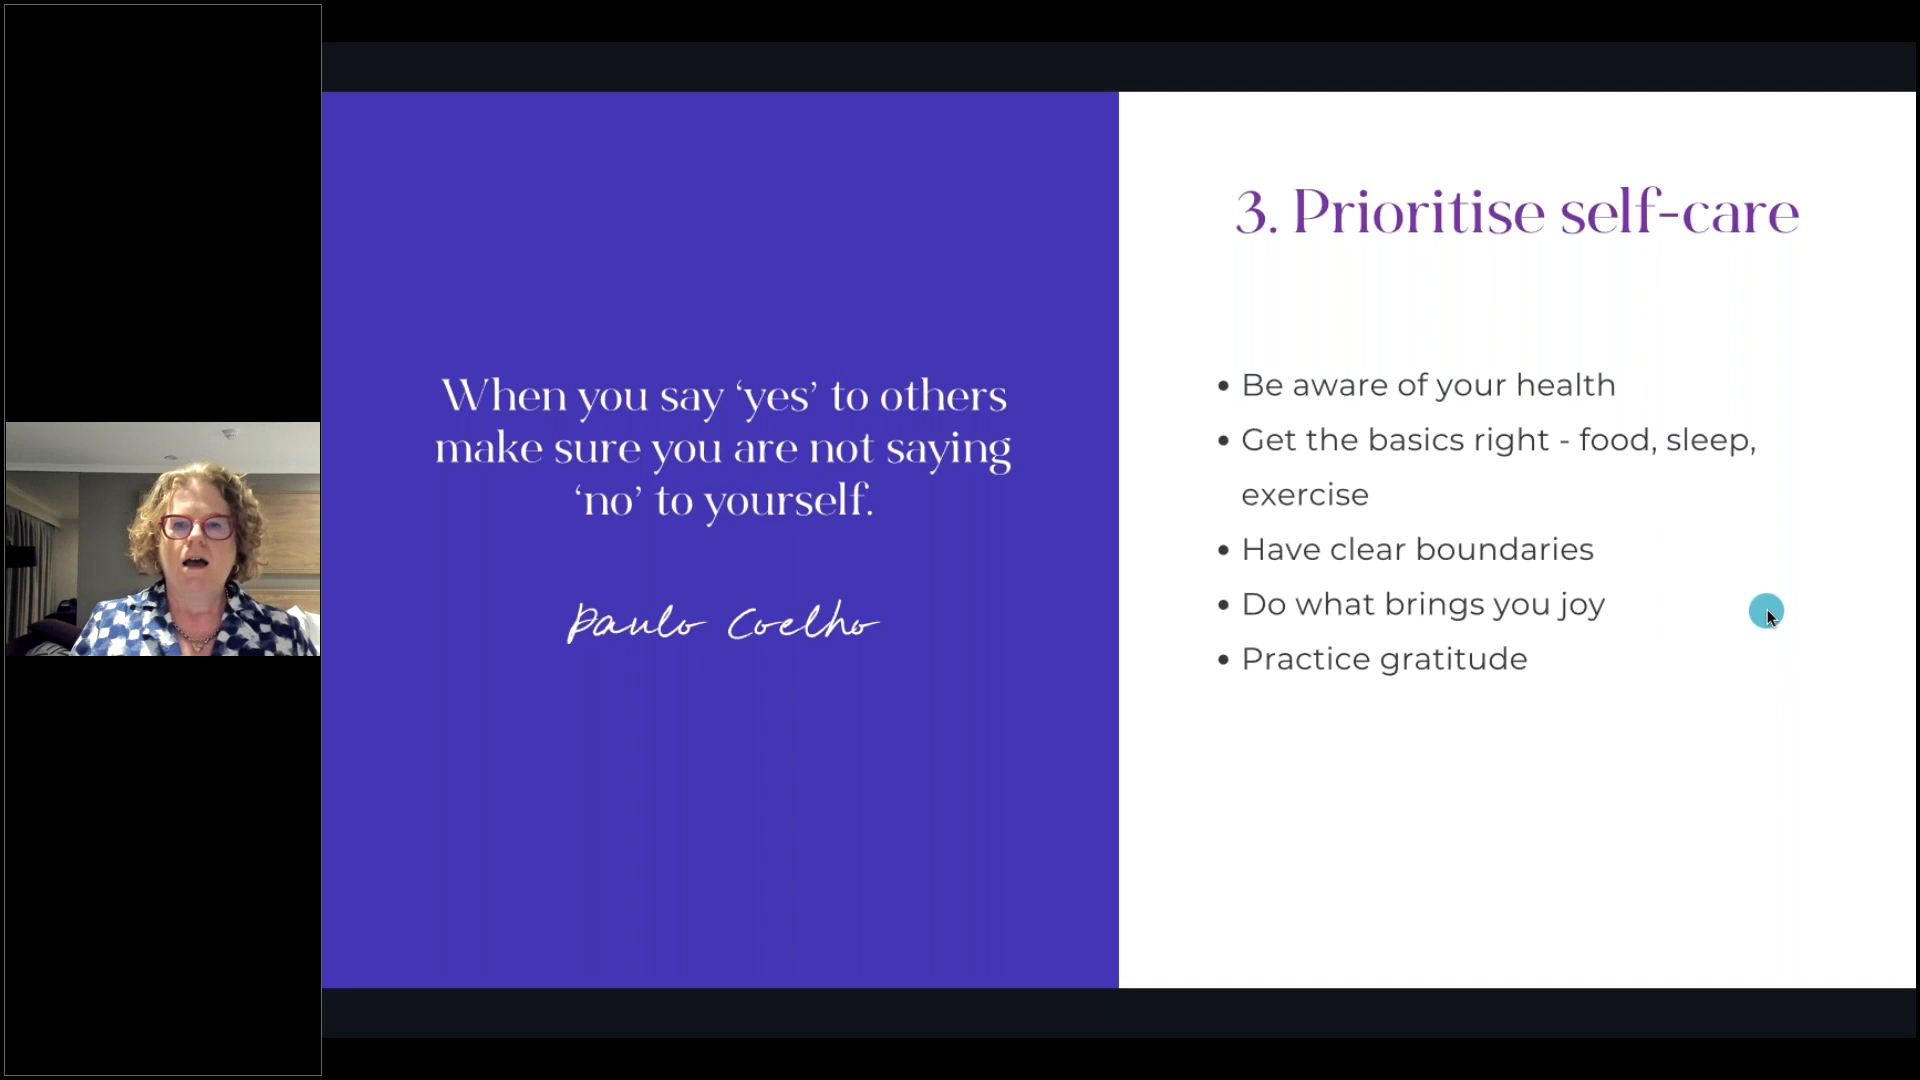 When you say ‘yes’ to others
make sure you are not saying
‘no’ to yourself.
Paulo Coelho
3. Prioritise self-care
• Be aware of your health
• Get the basics right - food, sleep,
exercise
• Have clear boundaries
• Do what brings you joy
• Practice gratitude